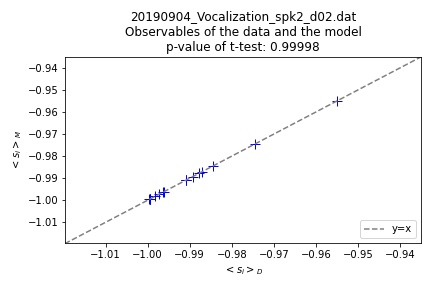 20190904_Vocalization_spk2_d02.dat
Observables of the data and the model
p-value of t-test: 0.99998
−0.94
−0.95
−0.96
−0.97
−0.98
−0.99
−1.00
−1.01
< s_i >_M
y=x
−1.01 −1.00 −0.99 −0.98 −0.97 −0.96 −0.95 −0.94
< s_i >_D